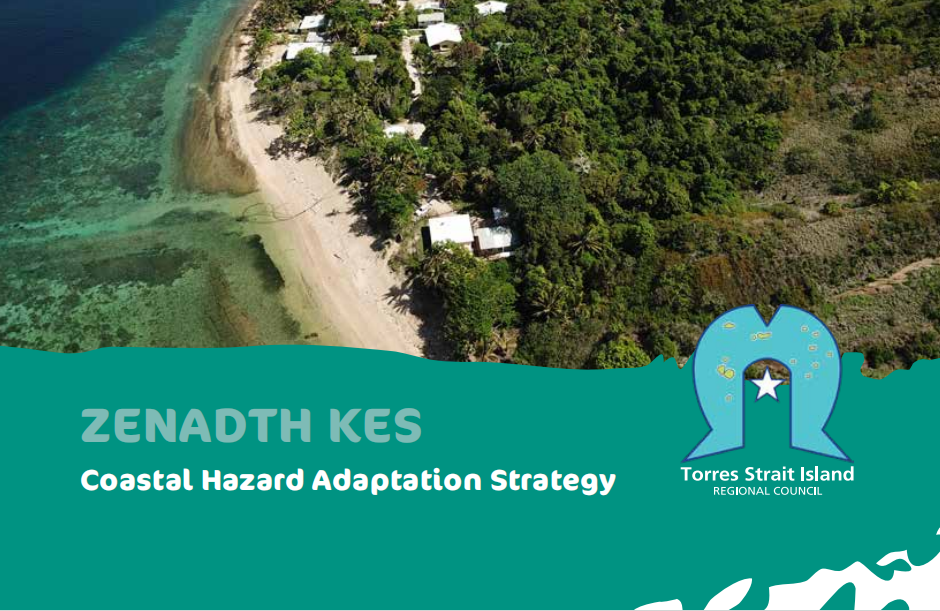 ZENADTH KES
Coastal Hazard Adaptation Strategy
Torres Strait Island
REGIONAL COUNCIL